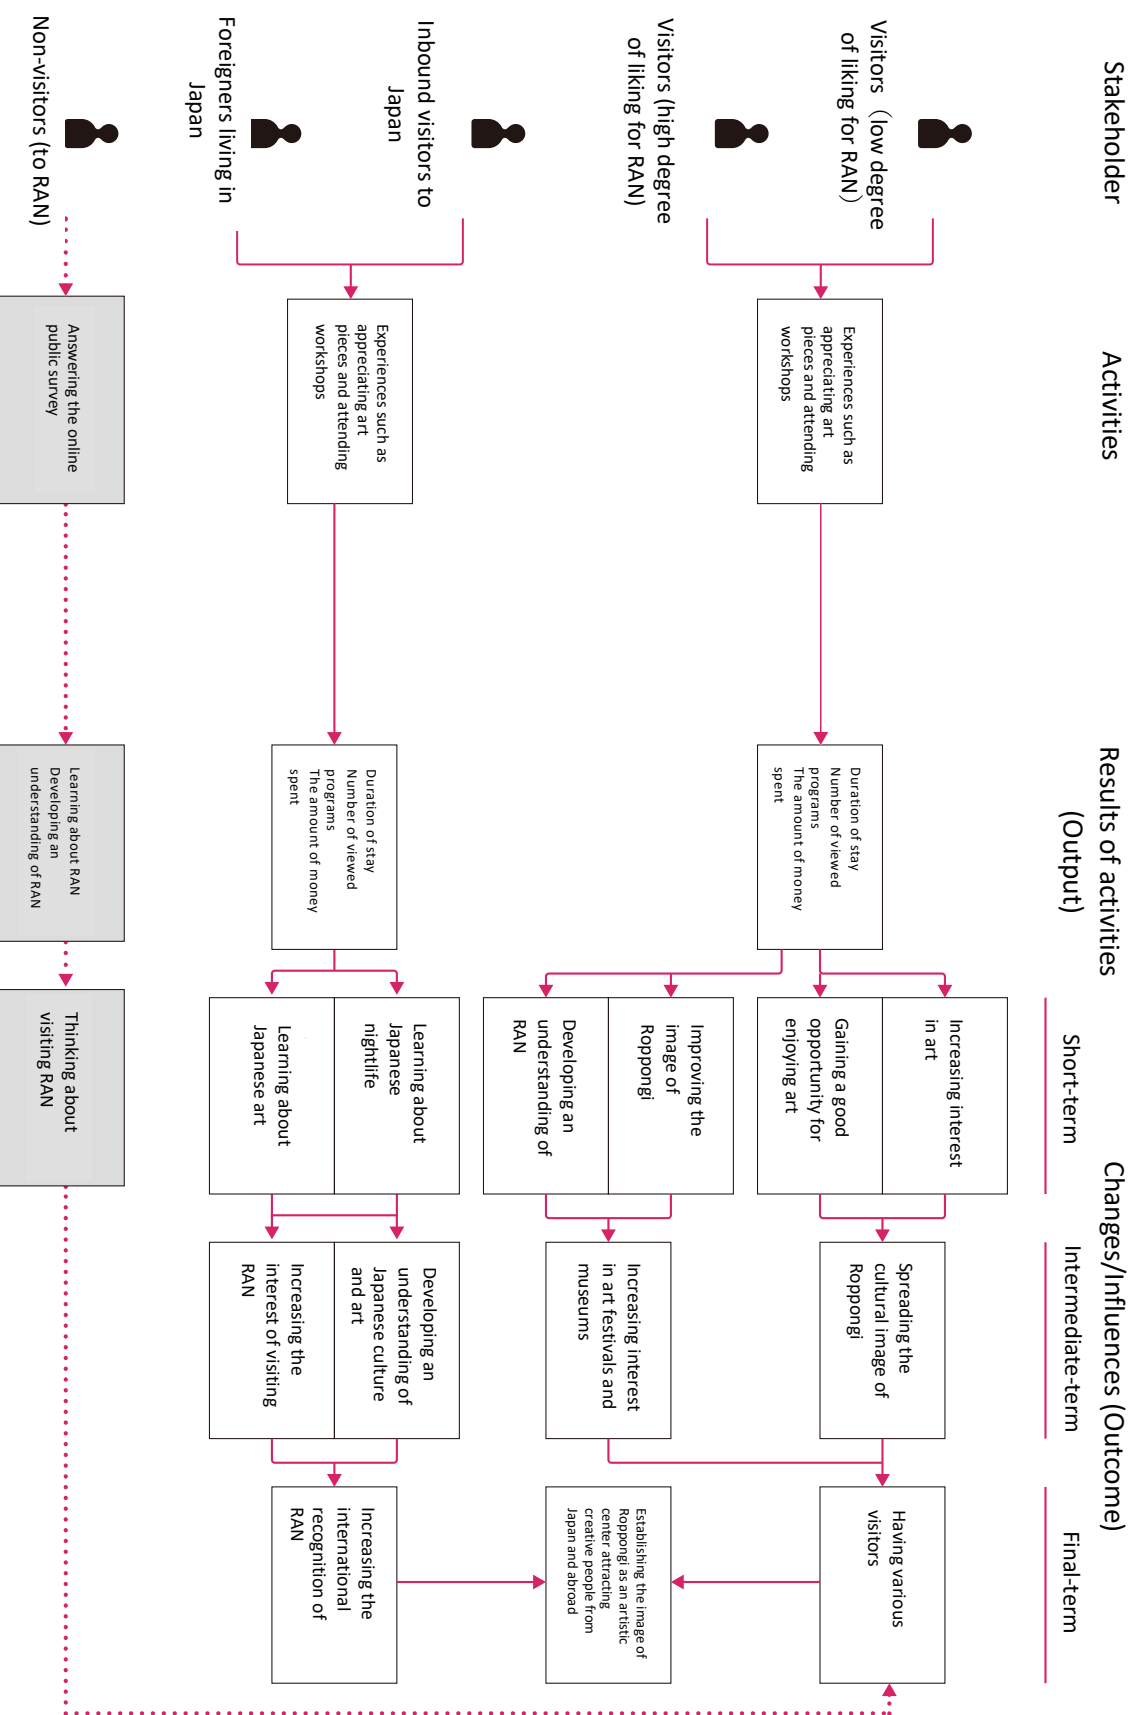 Stakeholder
Activities
Results of activities
(Output)
Changes/Influences (Outcome)
Short-term
Intermediate-term
Final-term
Visitors （low degree
of liking for RAN）
Visitors (high degree
of liking for RAN)
Experiences such as
appreciating art
pieces and attending
workshops
Duration of stay
Number of viewed
programs
The amount of money
spent
Increasing interest
in art
Gaining a good
opportunity for
enjoying art
Improving the
image of
Roppongi
Developing an
understanding of
RAN
Spreading the
cultural image of
Roppongi
Increasing interest
in art festivals and
museums
Having various
visitors
Establishing the image of
Roppongi as an artistic
center attracting
creative people from
Japan and abroad
Inbound visitors to
Japan
Foreigners living in
Japan
Experiences such as
appreciating art
pieces and attending
workshops
Duration of stay
Number of viewed
programs
The amount of money
spent
Learning about
Japanese
nightlife
Learning about
Japanese art
Developing an
understanding of
Japanese culture
and art
Increasing the
interest of visiting
RAN
Increasing the
international
recognition of
RAN
Non-visitors (to RAN)
Answering the online
public survey
Learning about RAN
Developing an
understanding of RAN
Thinking about
visiting RAN